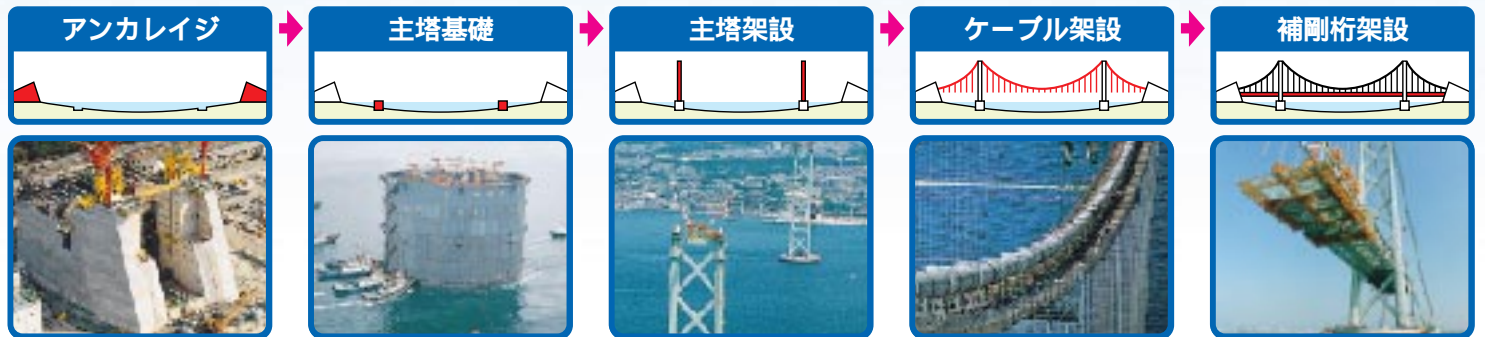 アンカレイジ
主塔基礎
主塔架設
ケーブル架設
補剛桁架設